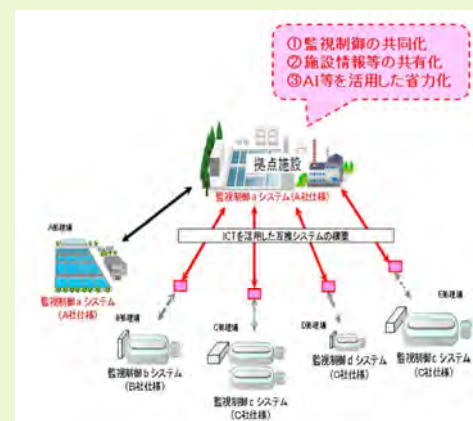 ①監視制御の共同化
②施設情報等の共有化
③AI等を活用した省力化
拠点施設
監視制御aシステム(A社仕様)
ICTを活用した互換システムの構築
A処理場
監視制御aシステム
(A社仕様)
B処理場
監視制御bシステム
(B社仕様)
C処理場
監視制御cシステム
(C社仕様)
D処理場
監視制御dシステム
(D社仕様)
E処理場
監視制御cシステム
(C社仕様)